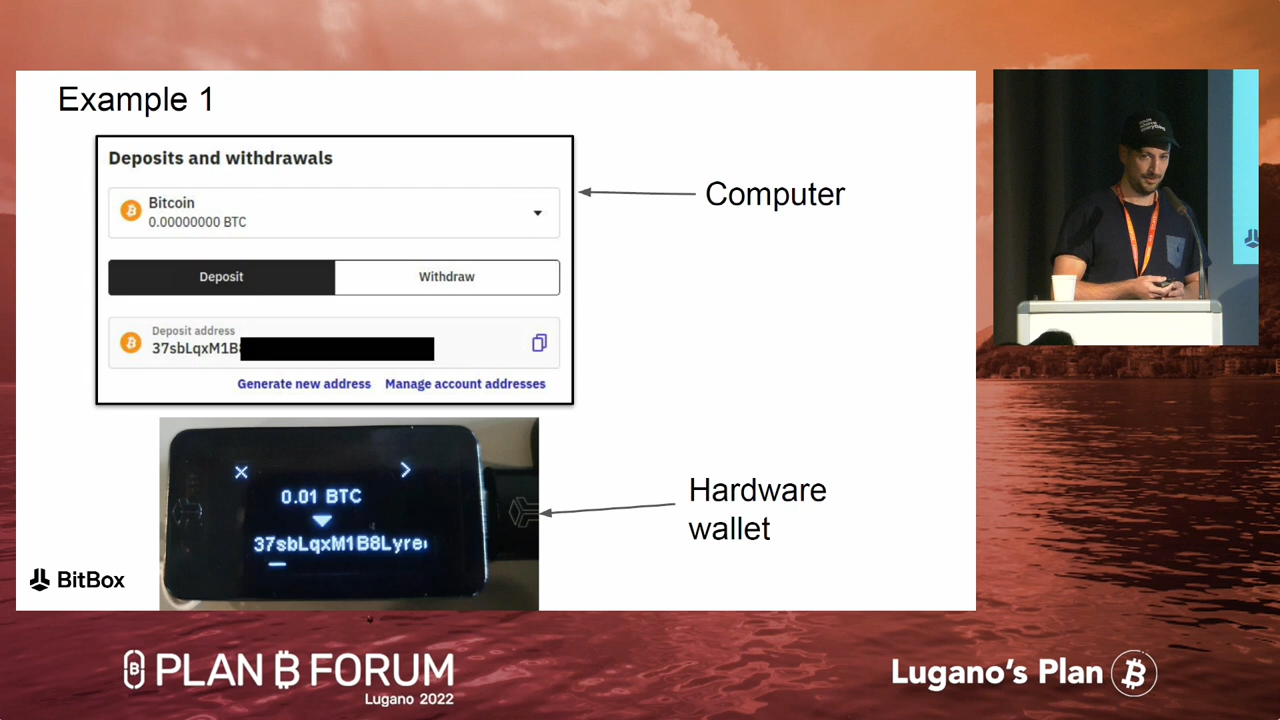 Example 1
Deposits and withdrawals
Bitcoin
0.00000000 BTC
Deposit
Withdraw
Deposit address
37sbLqxM1B8
Generate new address
Manage account addresses
Computer
0.01 BTC
37sbLqxM1B8Lyre
Hardware
wallet
BitBox
PLAN B FORUM
Lugano 2022
Lugano's Plan